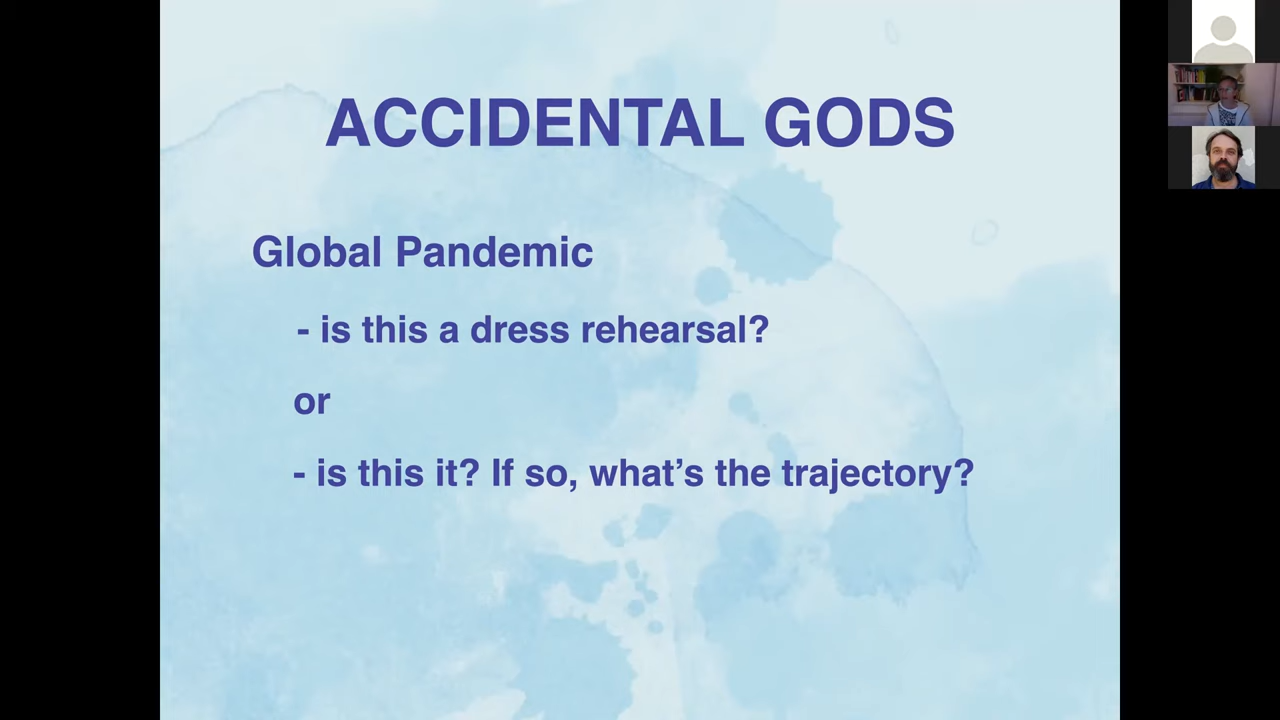 ACCIDENTAL GODS
Global Pandemic
- is this a dress rehearsal?
or
- is this it? If so, what’s the trajectory?